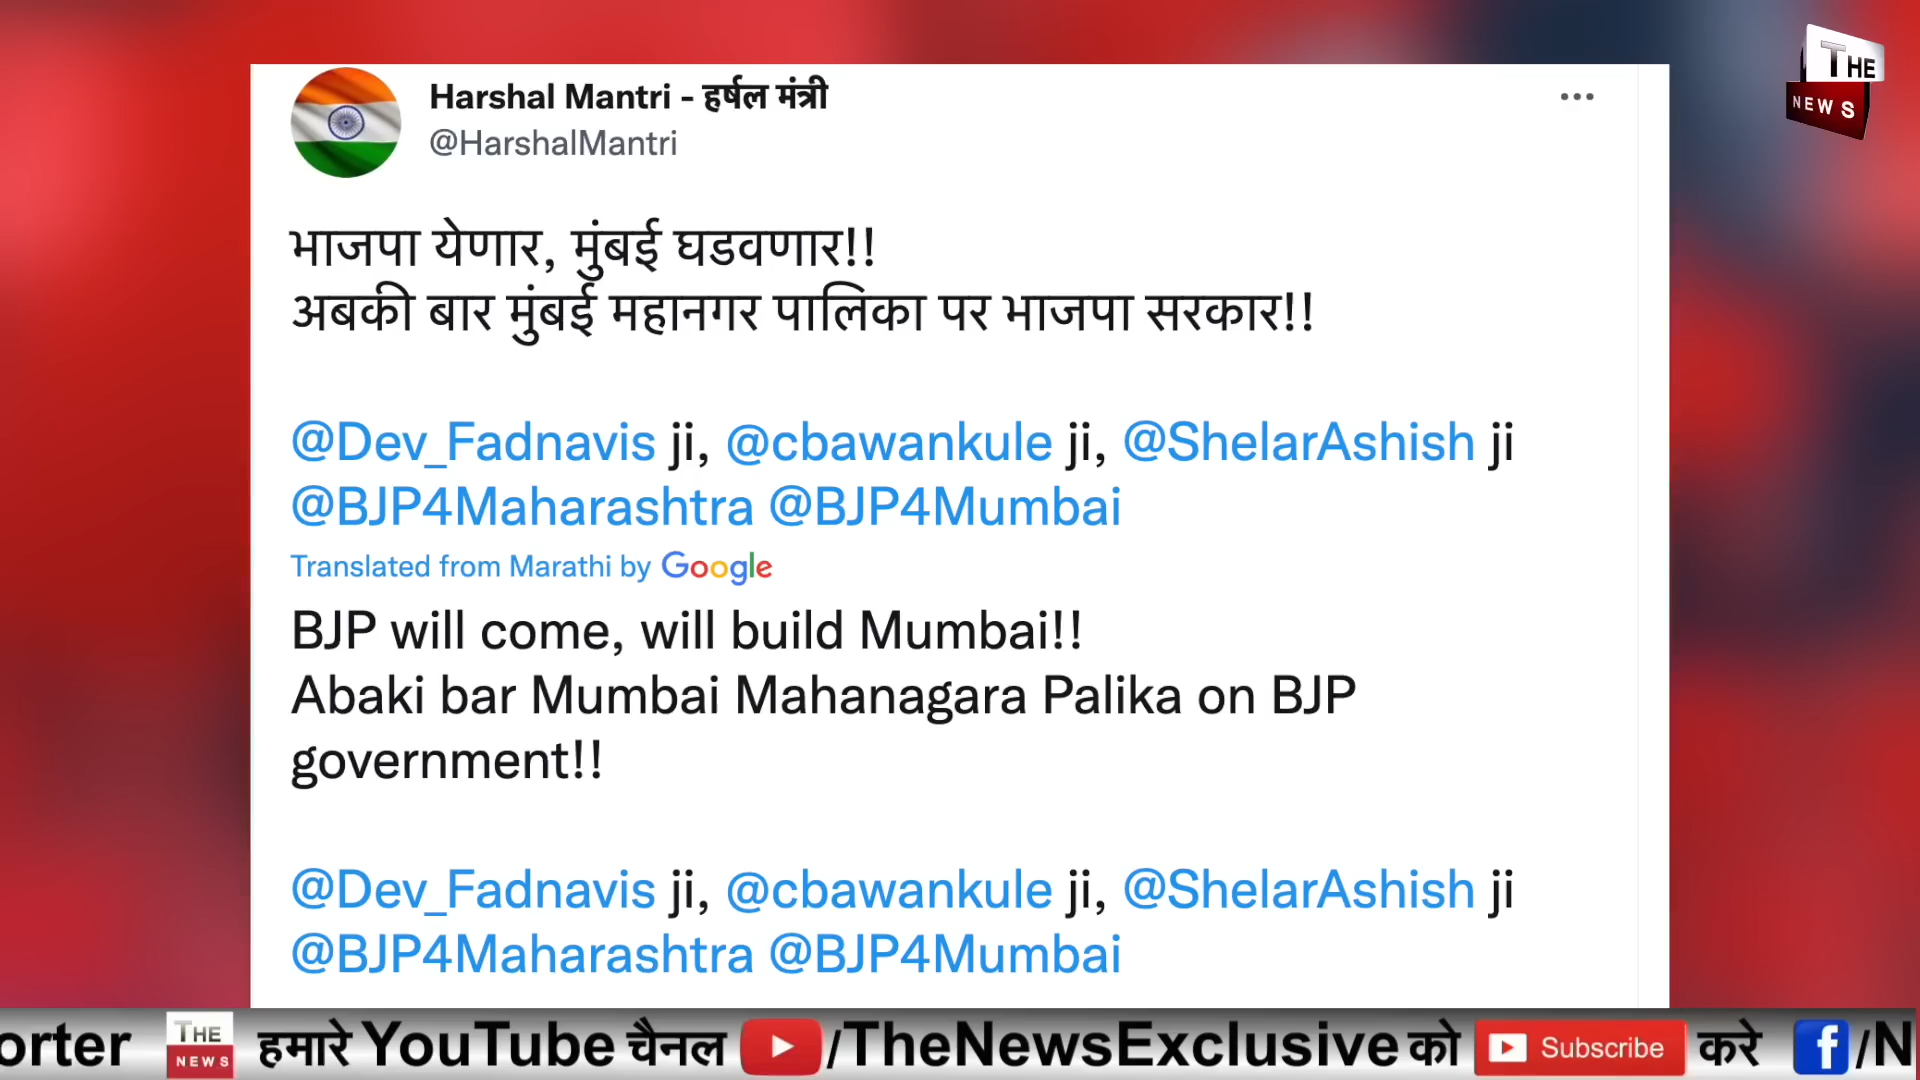 Harshal Mantri - हर्षल मंत्री
@HarshalMantri
THE
NEWS
भाजपा येणार, मुंबई घडवणार!!
अबकी बार मुंबई महानगर पालिका पर भाजपा सरकार!!
@Dev_Fadnavis ji, @cbawankule ji, @ShelarAshish ji
@BJP4Maharashtra @BJP4Mumbai
Translated from Marathi by Google
BJP will come, will build Mumbai!!
Abaki bar Mumbai Mahanagara Palika on BJP
government!!
@Dev_Fadnavis ji, @cbawankule ji, @ShelarAshish ji
@BJP4Maharashtra @BJP4Mumbai
orter THE NEWS हमारे YouTube चैनल /TheNewsExclusive को Subscribe करे f/N